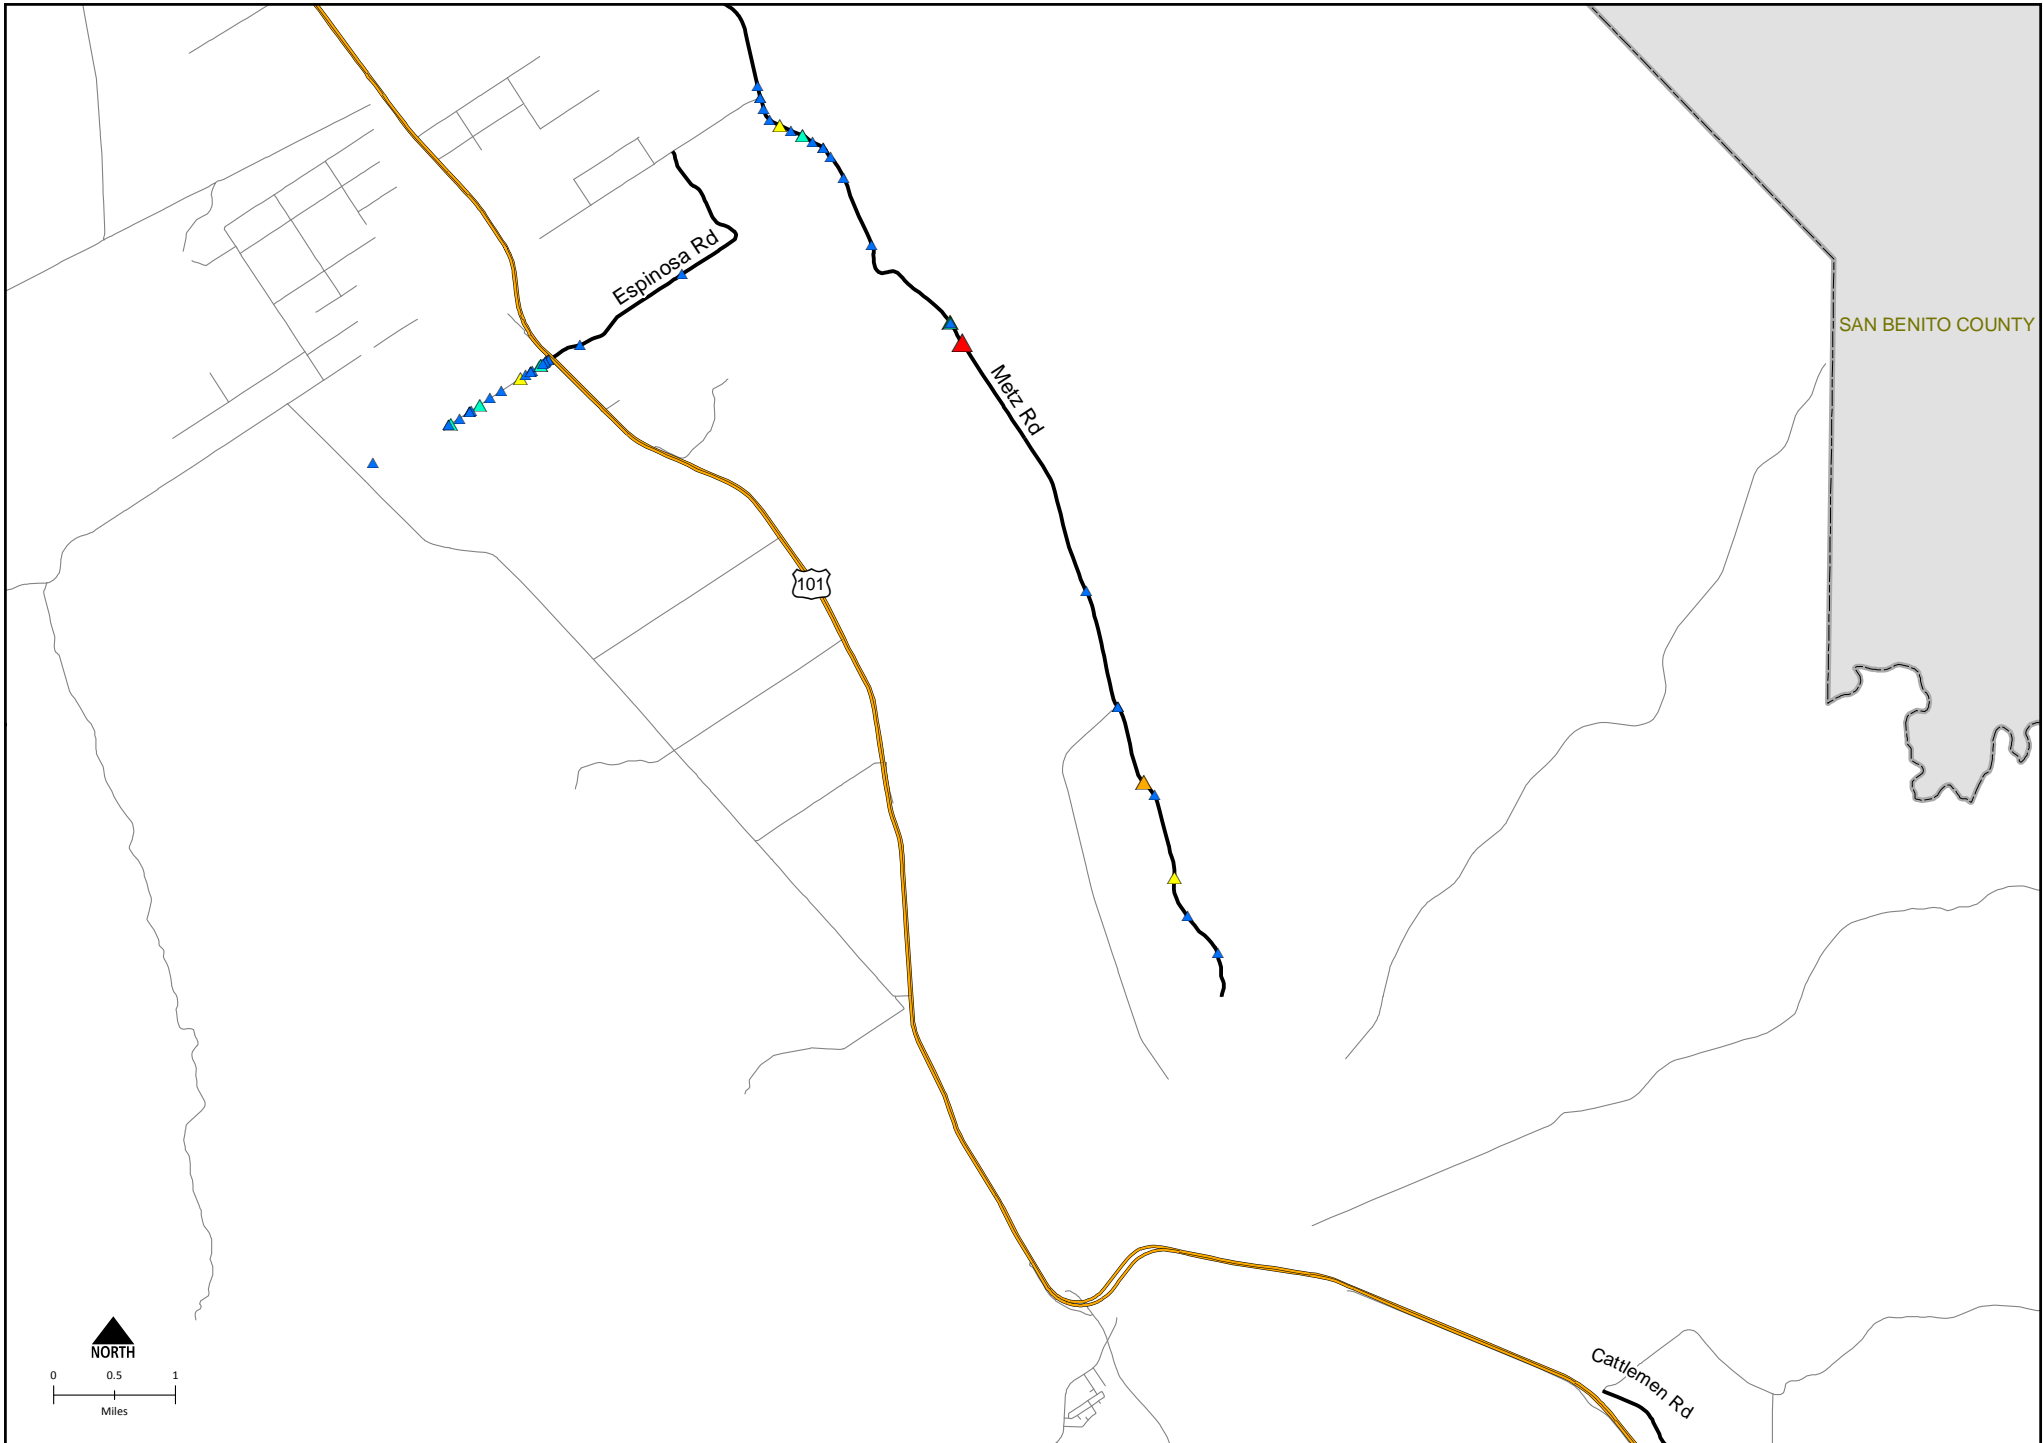 Espinosa Rd
SAN BENITO COUNTY
Metz Rd
101
NORTH
0 0.5 1
Miles
Cattlemen Rd